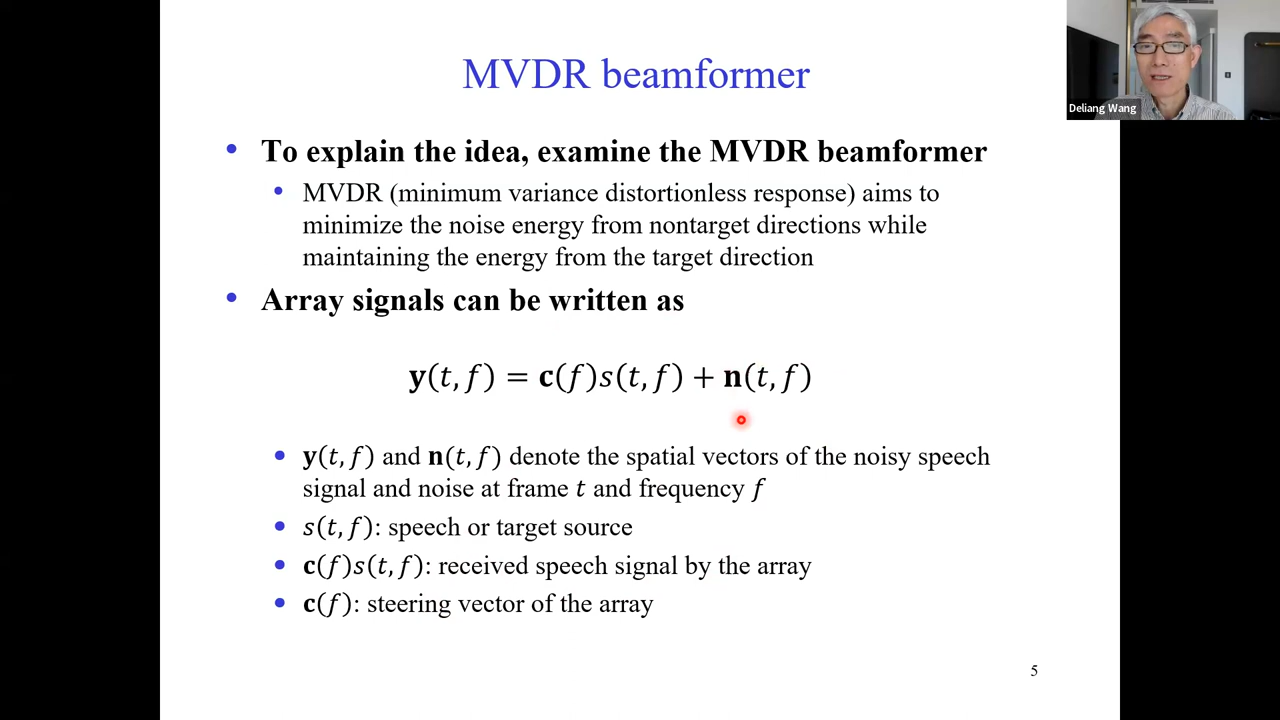 MVDR beamformer
Deliang Wang
• To explain the idea, examine the MVDR beamformer
• MVDR (minimum variance distortionless response) aims to
minimize the noise energy from nontarget directions while
maintaining the energy from the target direction
• Array signals can be written as
𝐲(𝑡, 𝑓) = 𝐜(𝑓)𝑠(𝑡, 𝑓) + 𝐧(𝑡, 𝑓)
• 𝐲(𝑡, 𝑓) and 𝐧(𝑡, 𝑓) denote the spatial vectors of the noisy speech
signal and noise at frame 𝑡 and frequency 𝑓
• 𝑠(𝑡, 𝑓): speech or target source
• 𝐜(𝑓)𝑠(𝑡, 𝑓): received speech signal by the array
• 𝐜(𝑓): steering vector of the array
5